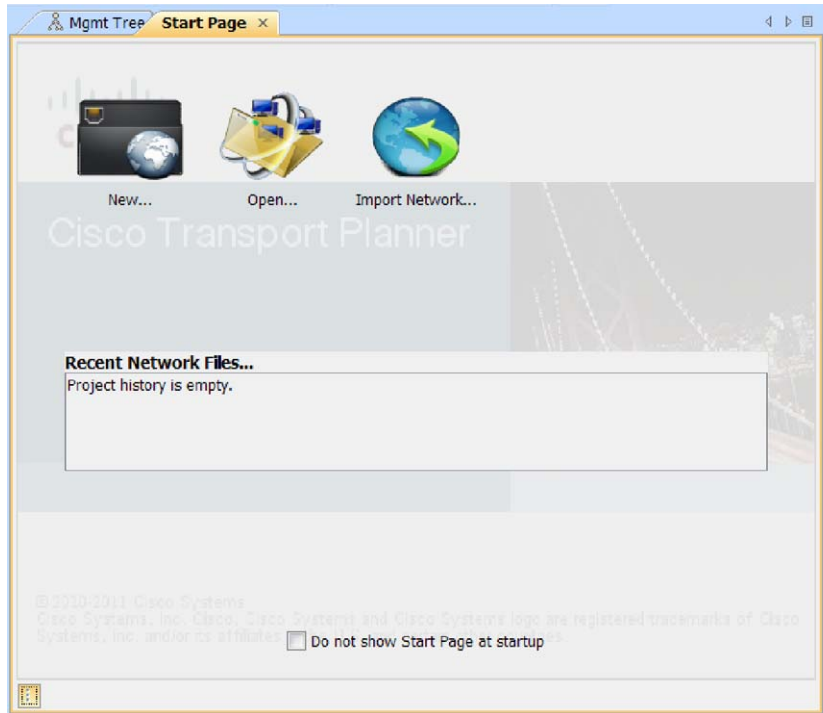 Mgmt Tree Start Page ×
New... Open... Import Network...
Cisco Transport Planner
Recent Network Files...
Project history is empty.
© 2010-2011 Cisco Systems
Cisco Systems, Inc. Cisco, Cisco Systems and Cisco Systems logo are registered trademarks of Cisco
Systems, Inc. and/or its affiliates
Do not show Start Page at startup